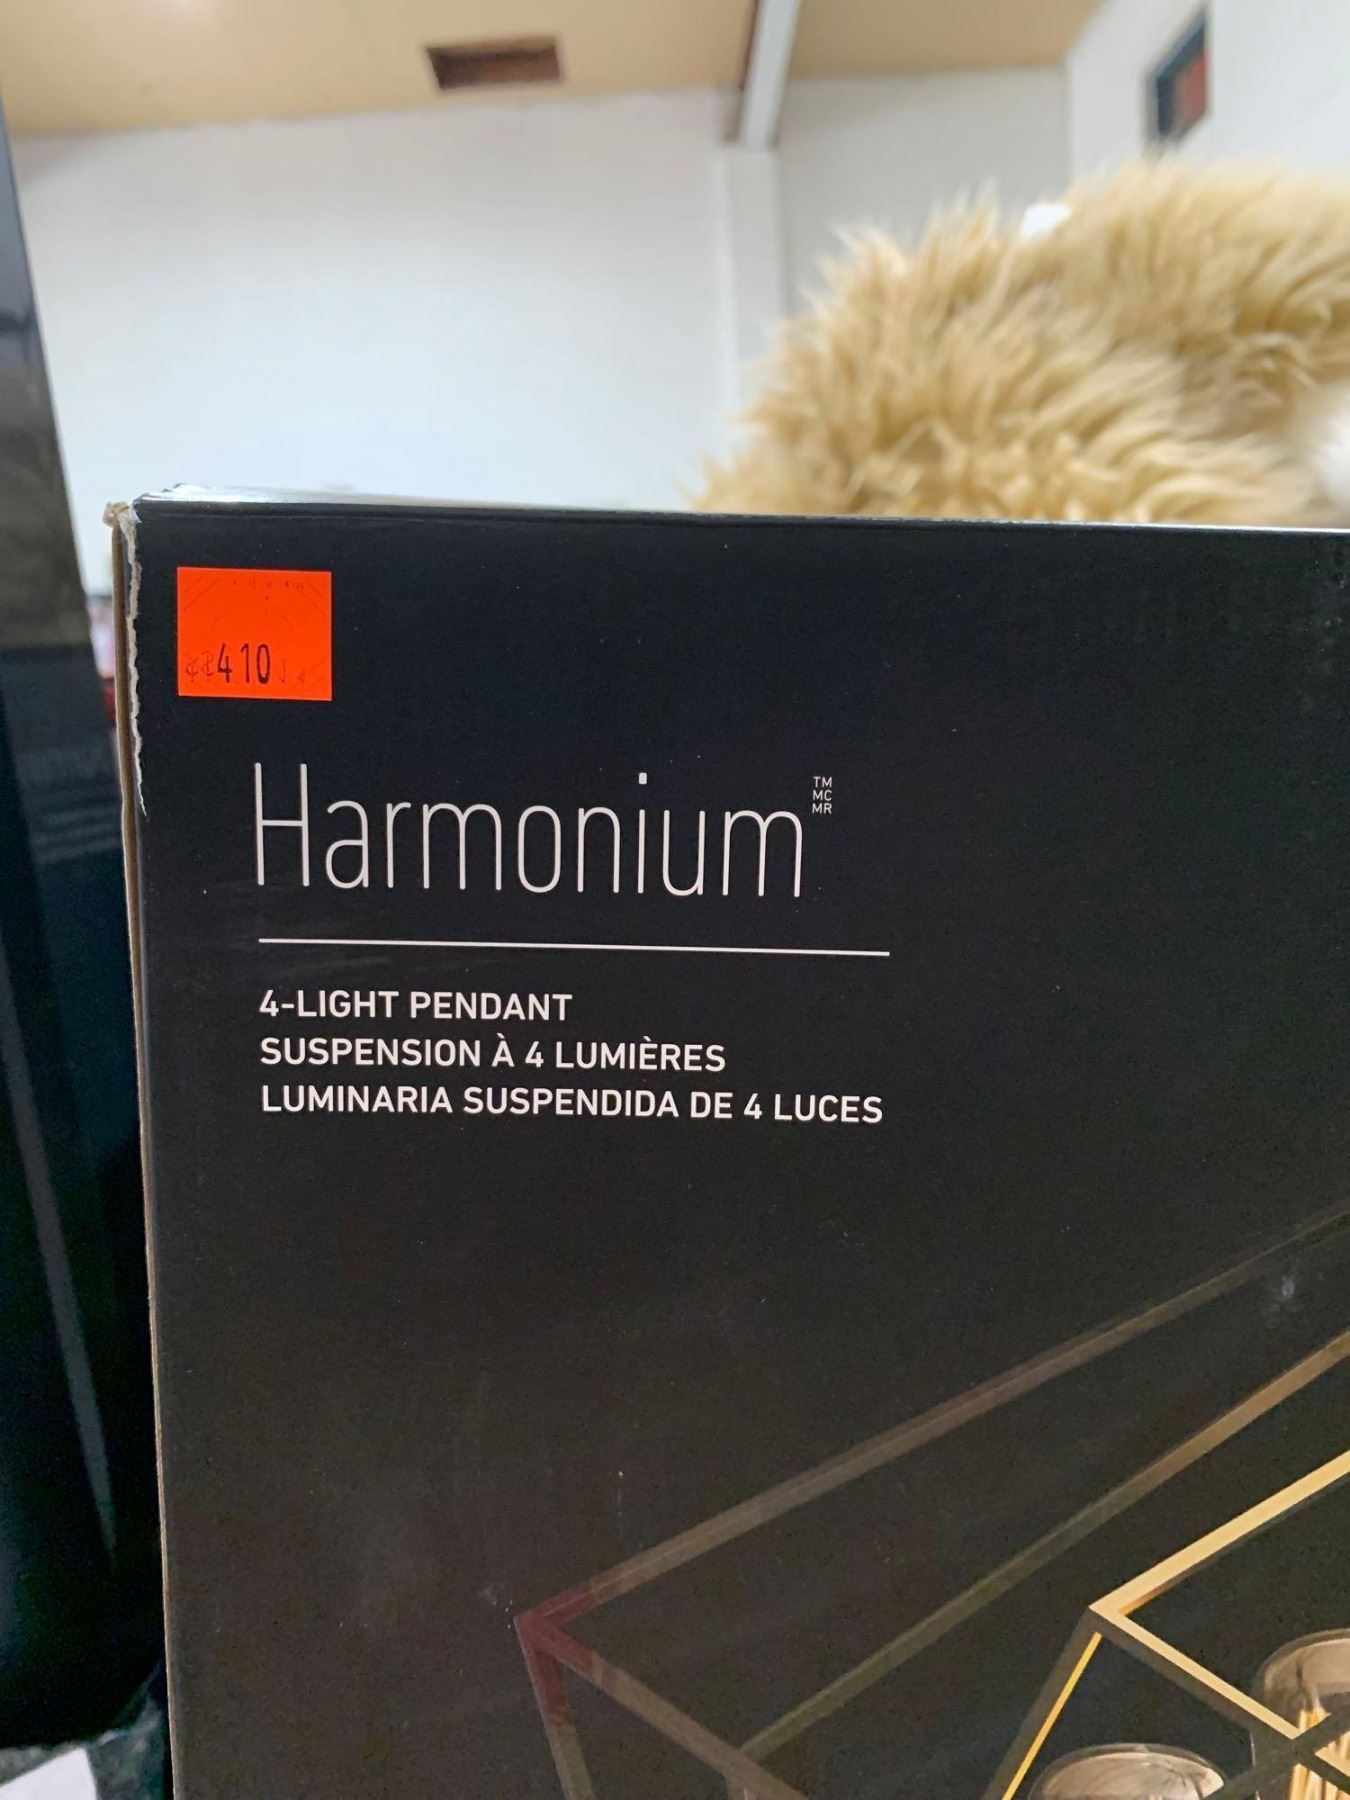 410
Harmonium
TM
MC
MR
4-LIGHT PENDANT
SUSPENSION À 4 LUMIÈRES
LUMINARIA SUSPENDIDA DE 4 LUCES